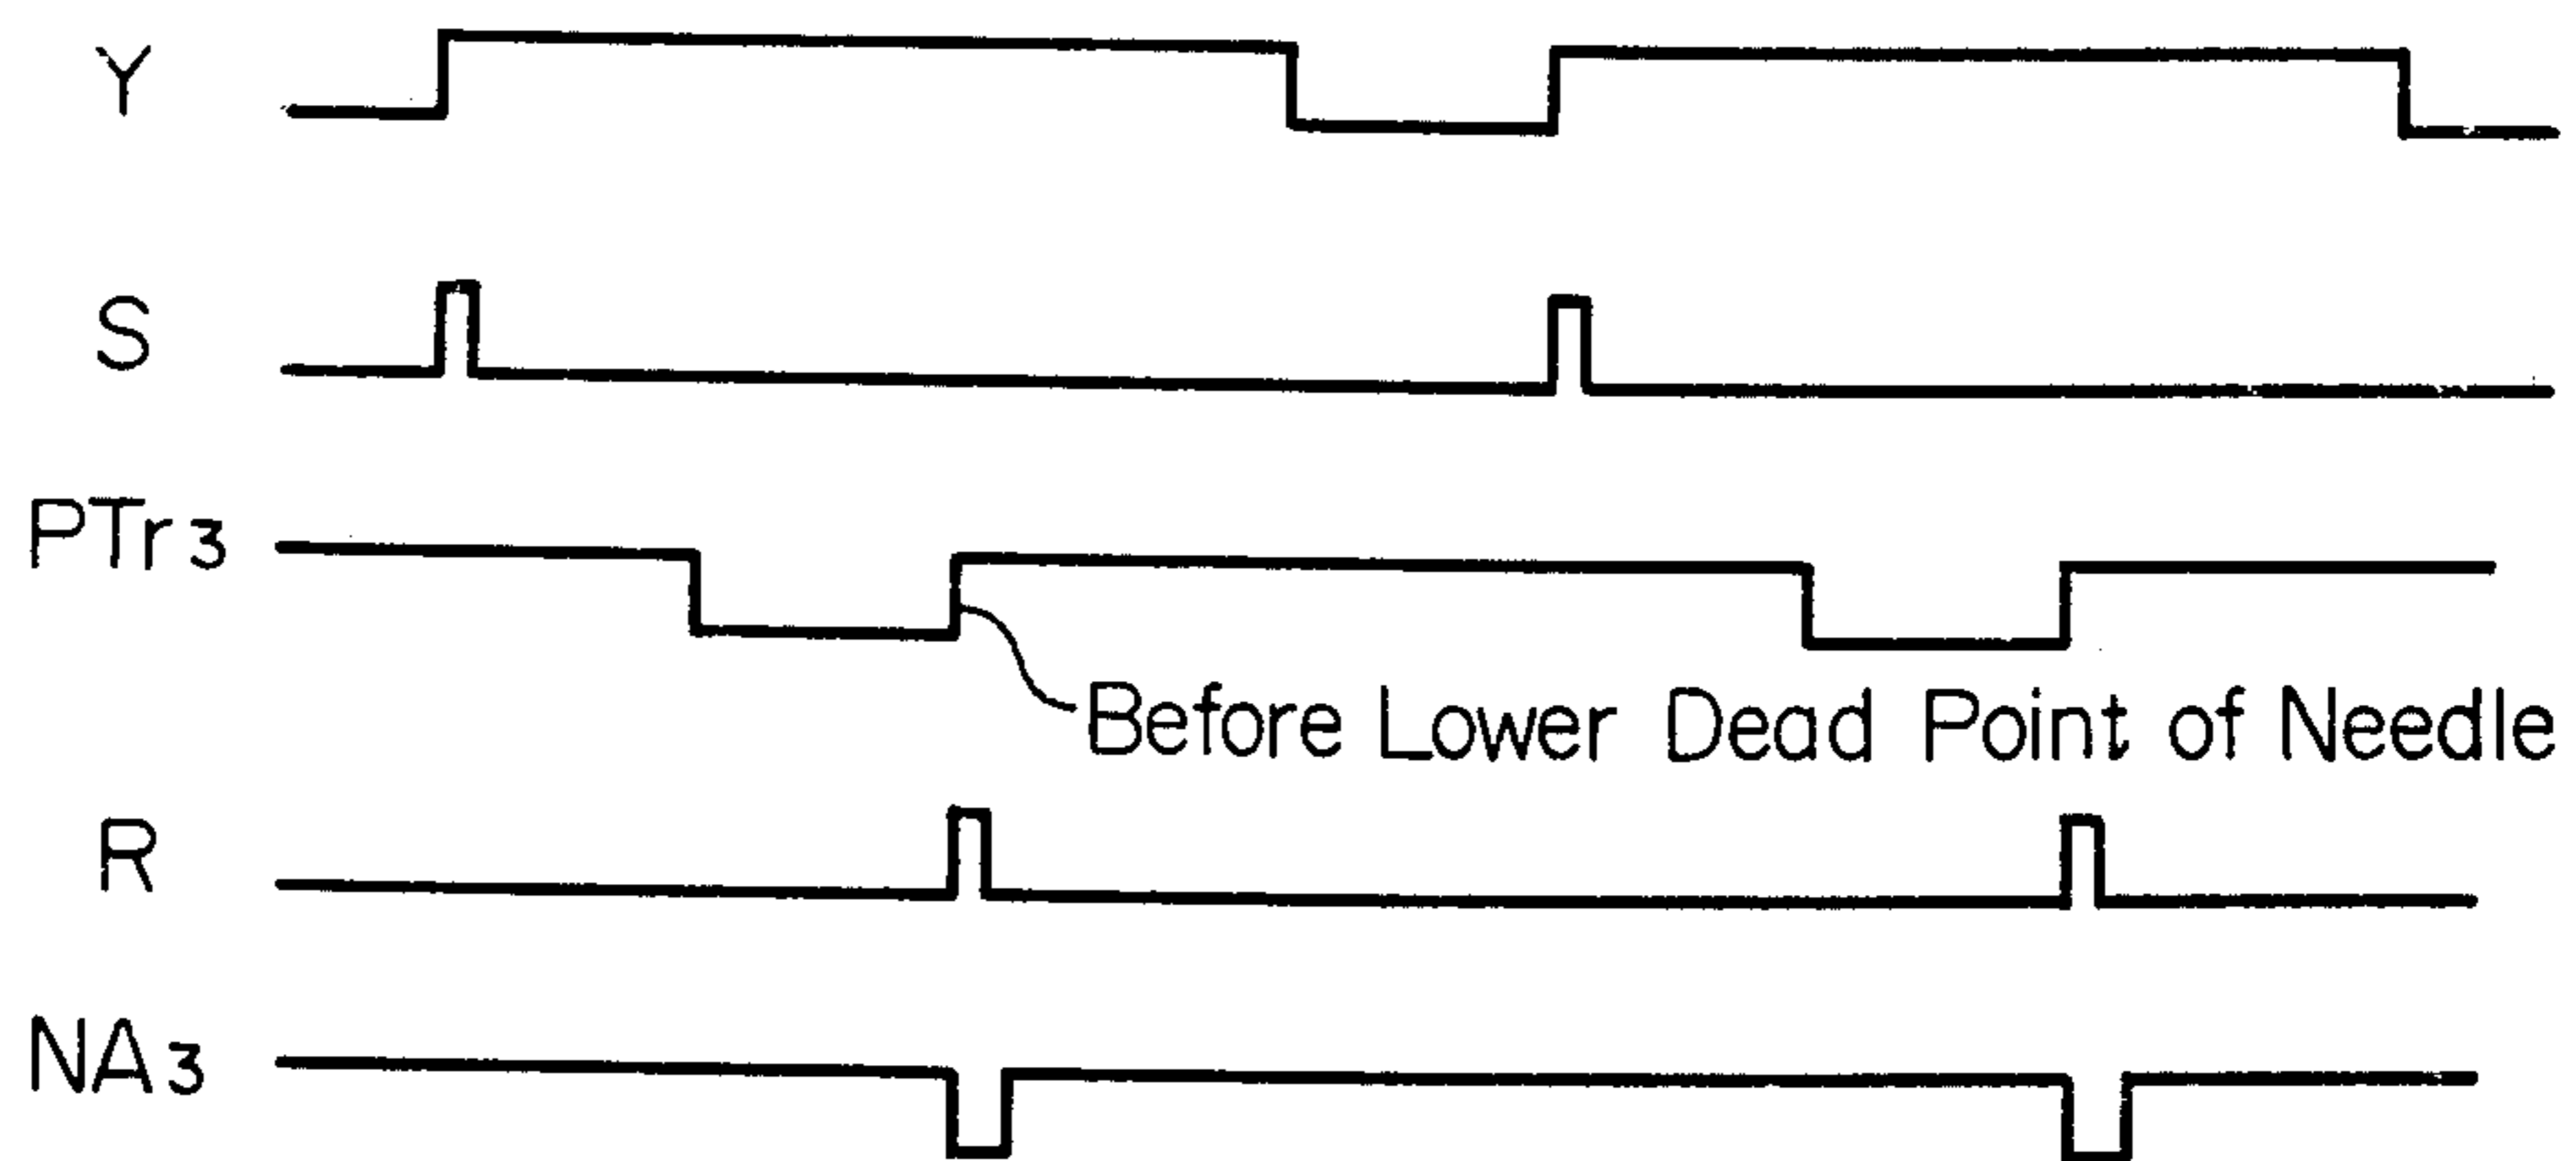 Y
S
PTr3
Before Lower Dead Point of Needle
R
NA3